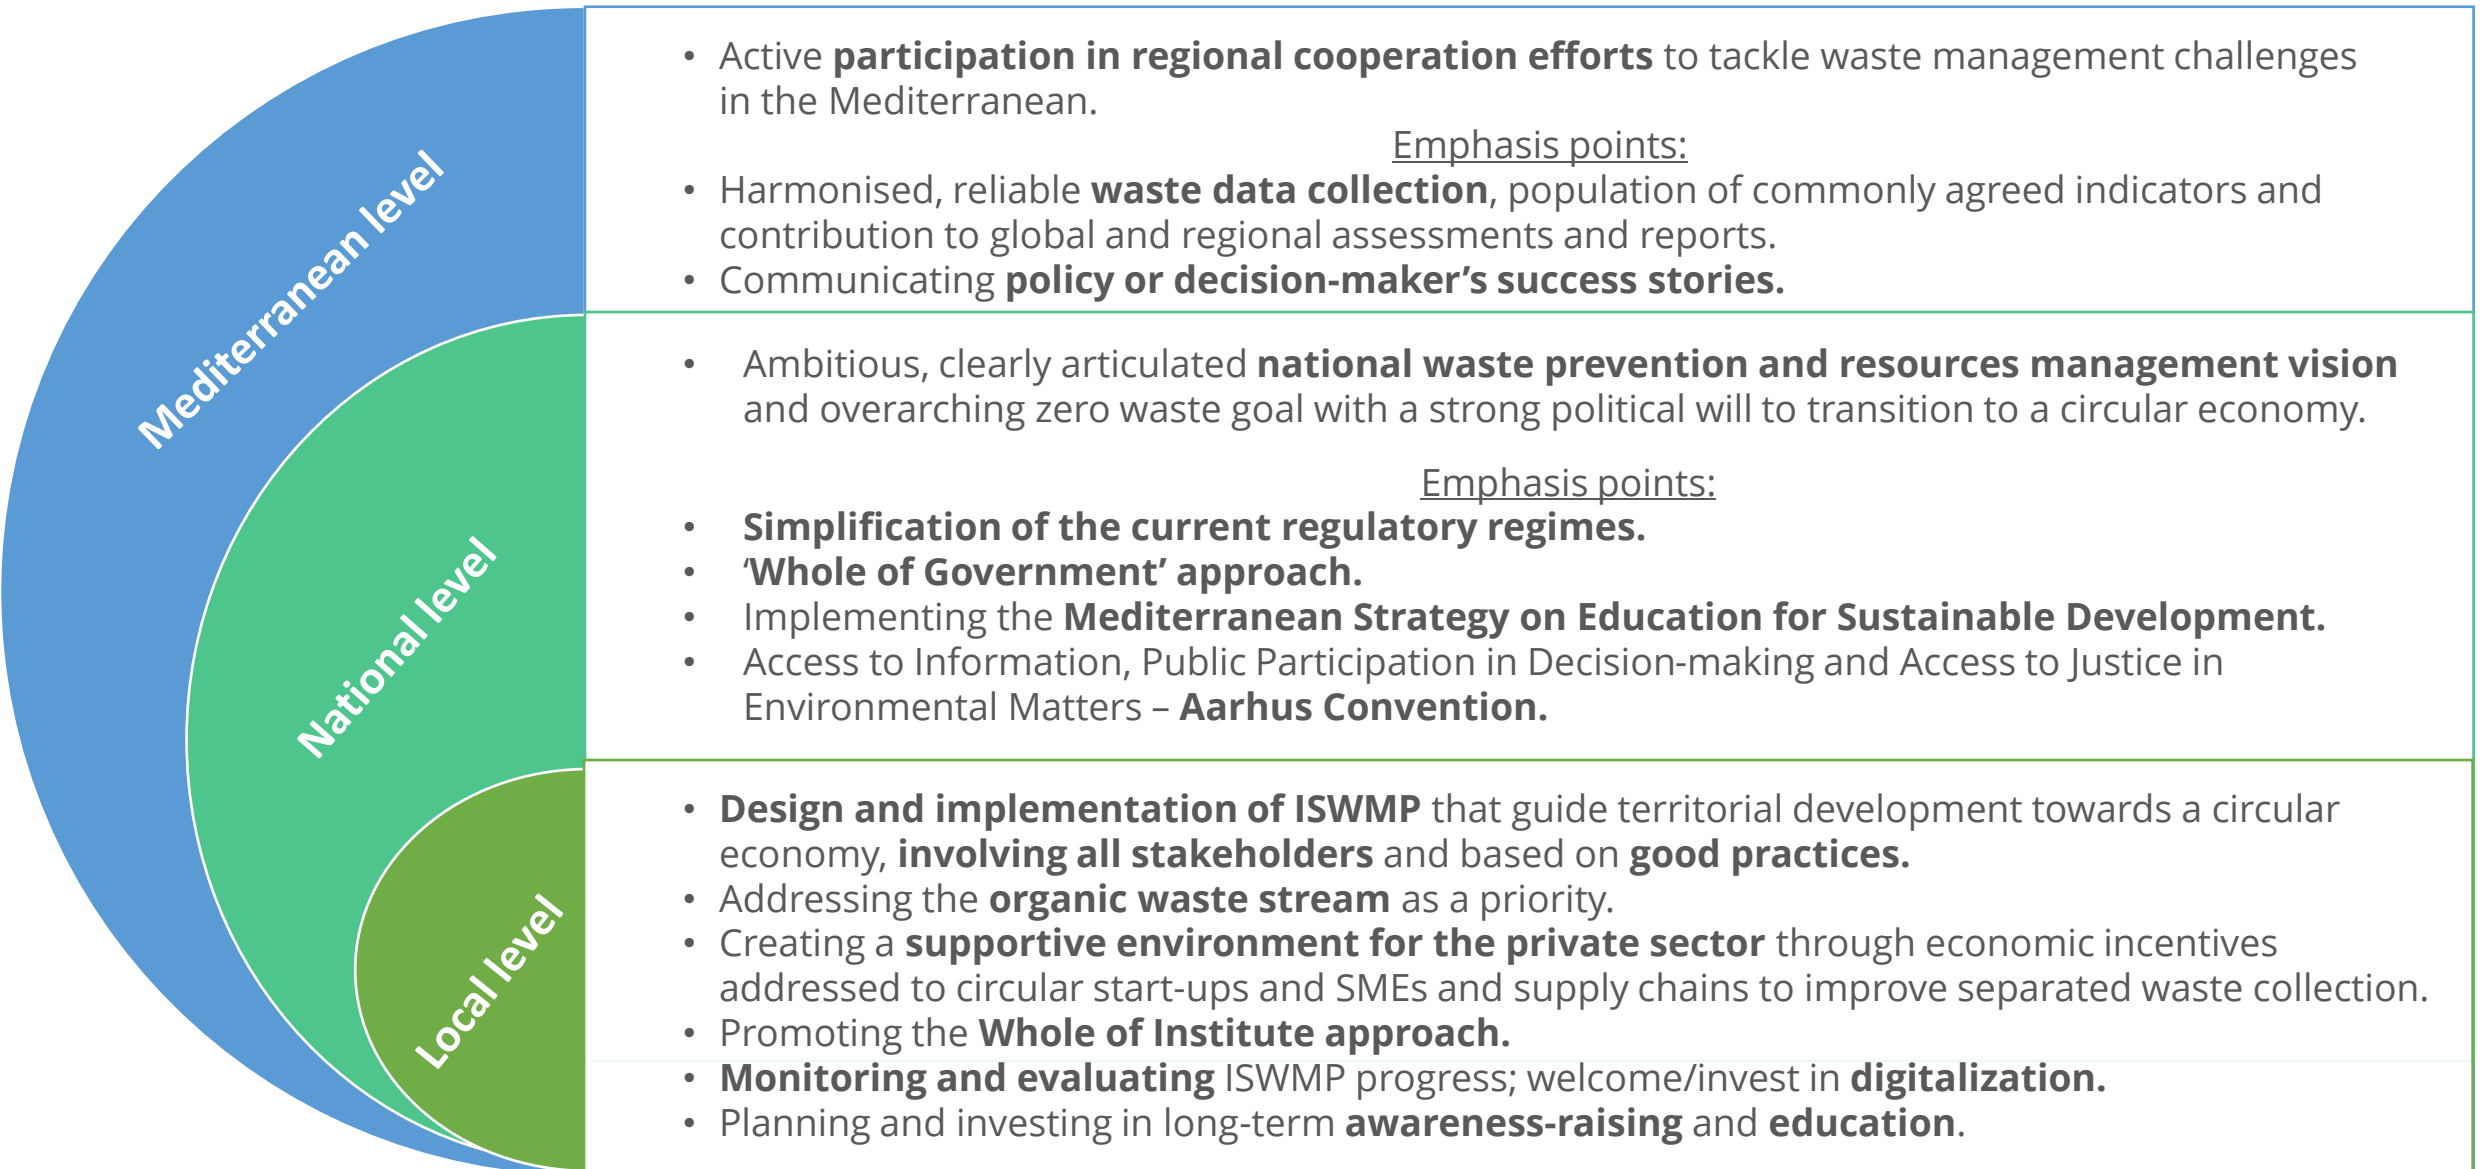 Mediterranean level
• Active participation in regional cooperation efforts to tackle waste management challenges
in the Mediterranean.
Emphasis points:
• Harmonised, reliable waste data collection, population of commonly agreed indicators and
contribution to global and regional assessments and reports.
• Communicating policy or decision-maker’s success stories.
National level
• Ambitious, clearly articulated national waste prevention and resources management vision
and overarching zero waste goal with a strong political will to transition to a circular economy.
Emphasis points:
• Simplification of the current regulatory regimes.
• ‘Whole of Government’ approach.
• Implementing the Mediterranean Strategy on Education for Sustainable Development.
• Access to Information, Public Participation in Decision-making and Access to Justice in
Environmental Matters – Aarhus Convention.
Local level
• Design and implementation of ISWMP that guide territorial development towards a circular
economy, involving all stakeholders and based on good practices.
• Addressing the organic waste stream as a priority.
• Creating a supportive environment for the private sector through economic incentives
addressed to circular start-ups and SMEs and supply chains to improve separated waste collection.
• Promoting the Whole of Institute approach.
• Monitoring and evaluating ISWMP progress; welcome/invest in digitalization.
• Planning and investing in long-term awareness-raising and education.